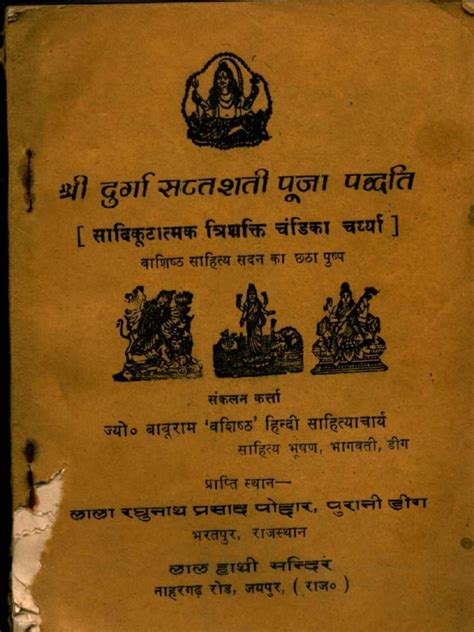 श्री दुर्गा सप्तशती पूजा पद्धति
[ सादिकूटात्मक त्रिशक्ति चंडिका चर्य्या ]
वाशिष्ठ साहित्य सदन का छठा पुष्प
संकलन कर्त्ता
ज्यो० बाबूराम 'वशिष्ठ' हिन्दी साहित्याचार्य
साहित्य भूषण, भागवती, डीग
प्राप्ति स्थान—
लाला रघुनाथ प्रसाद पोद्दार, पुरानी डीग
भरतपुर, राजस्थान
लाल हाथी मन्दिर
नाहरगढ़ रोड, जयपुर, ( राज० )